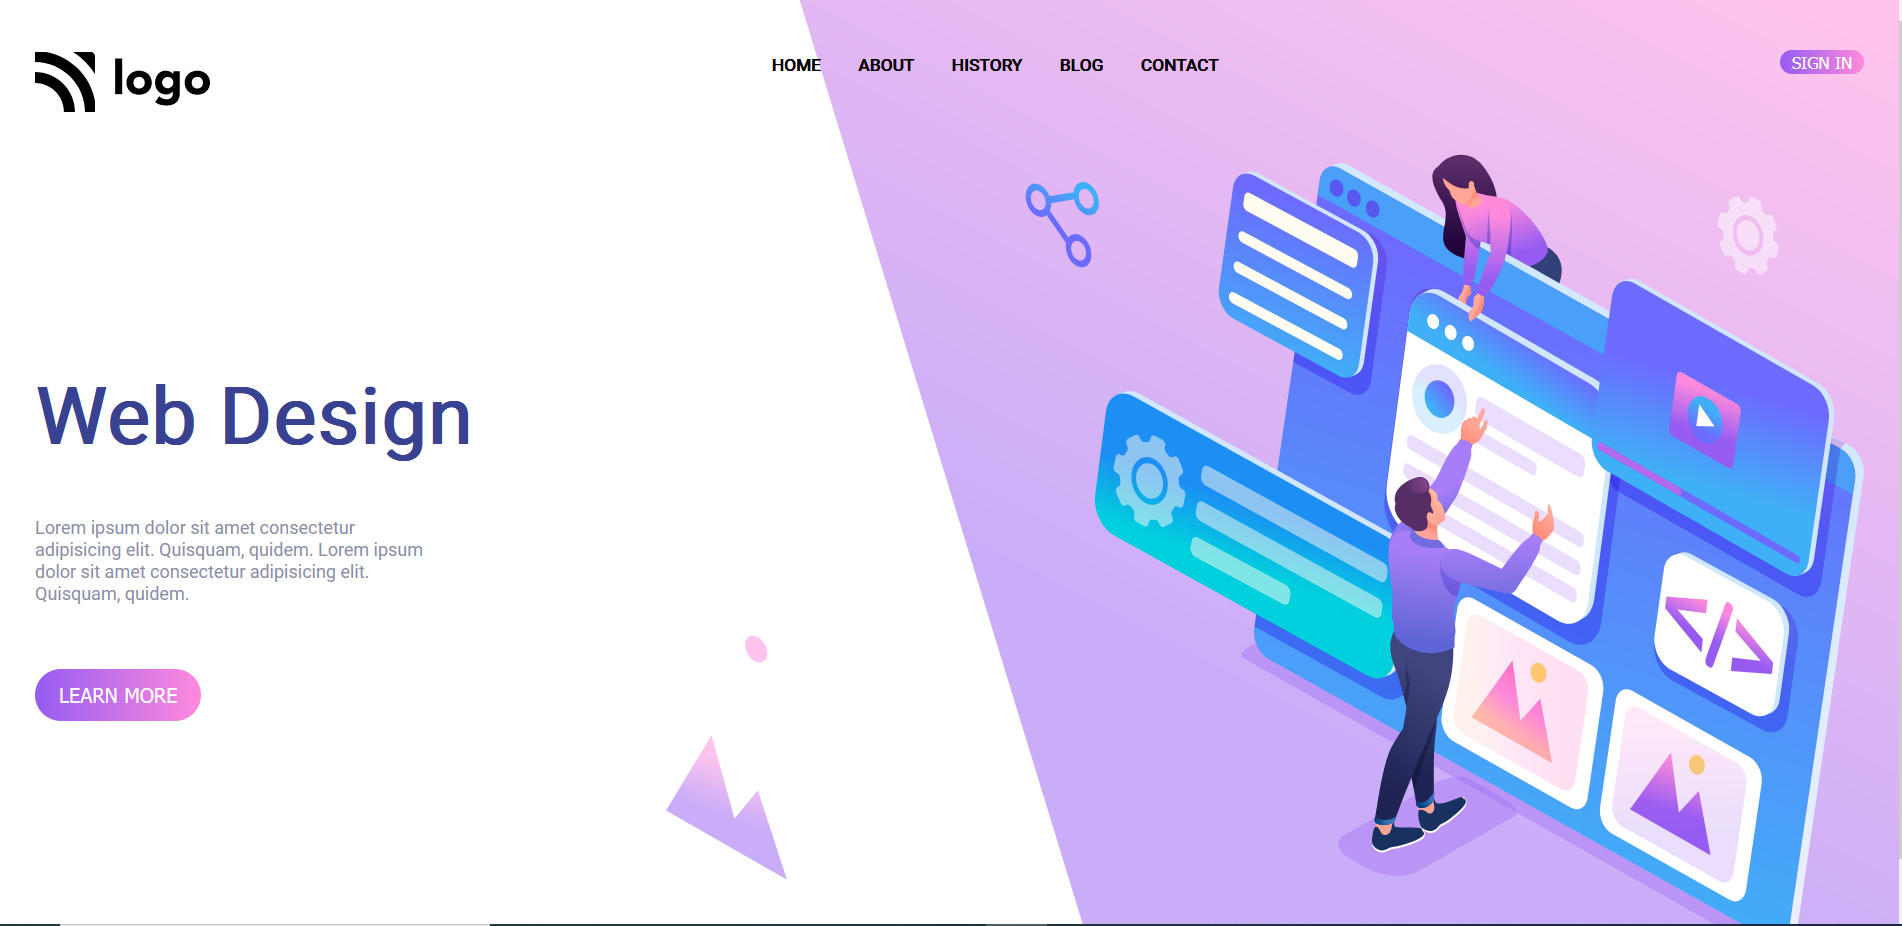 logo
HOME ABOUT HISTORY BLOG CONTACT
SIGN IN
Web Design
Lorem ipsum dolor sit amet consectetur
adipisicing elit. Quisquam, quidem. Lorem ipsum
dolor sit amet consectetur adipisicing elit.
Quisquam, quidem.
LEARN MORE
</>